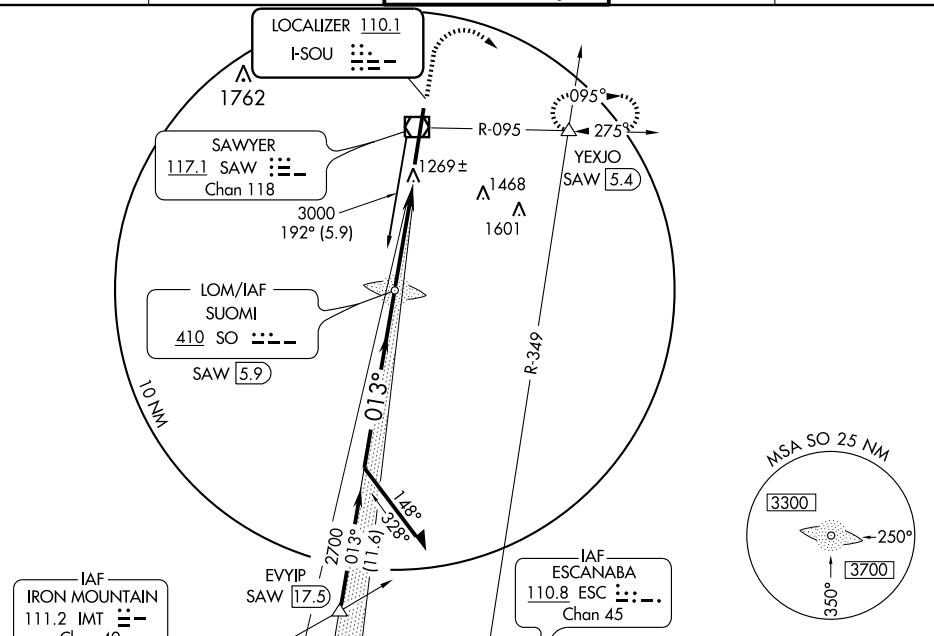 LOCALIZER 110.1
I-SOU
1762
095°
R-095
275°
SAWYER
117.1 SAW
Chan 118
YEXJO
SAW 5.4
1269±
1468
1601
3000
192° (5.9)
LOM/IAF
SUOMI
410 SO
SAW 5.9
R-349
013°
10 NM
MSA SO 25 NM
3300
250°
3700
350°
148°
328°
2700
013°
(11.6)
EVYIP
SAW 17.5
IAF
IRON MOUNTAIN
111.2 IMT
IAF
ESCANABA
110.8 ESC
Chan 45